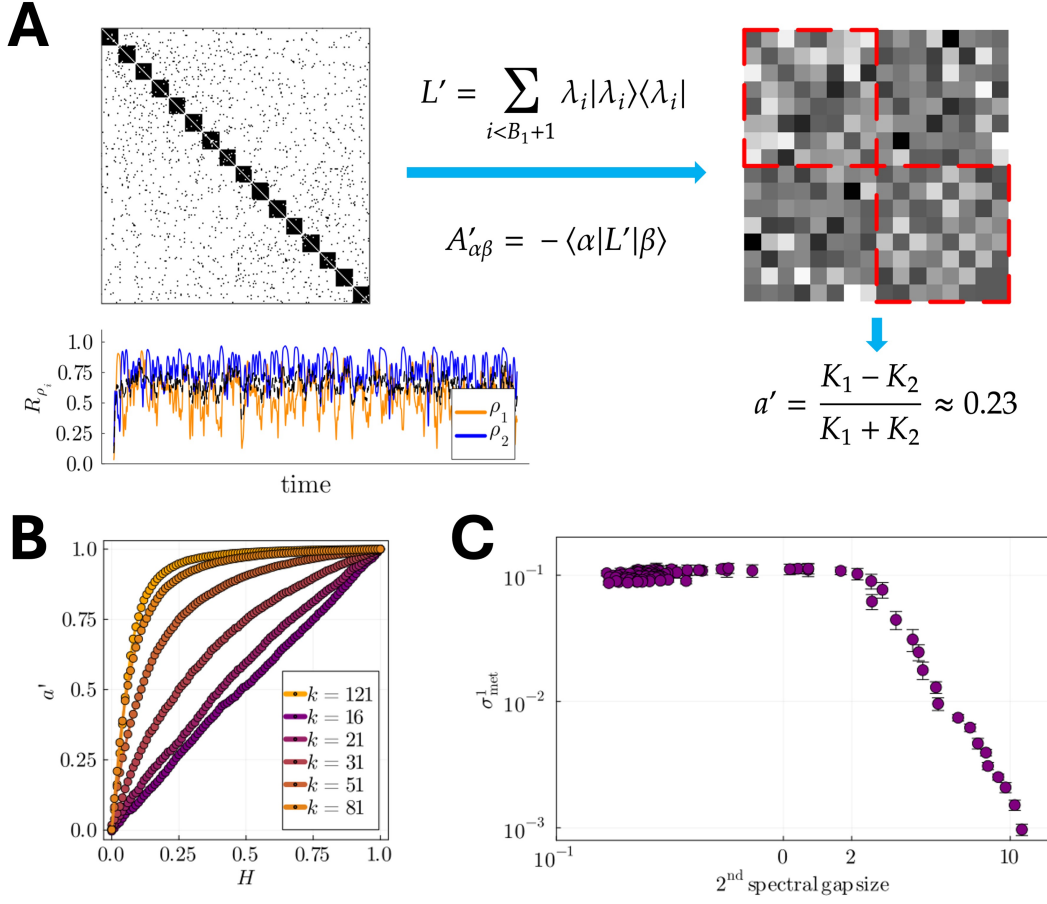 A
L′ = ∑ λᵢ|λᵢ⟩⟨λᵢ|
i<B₁+1
A′αβ = −⟨α|L′|β⟩
a′ = (K₁ − K₂)/(K₁ + K₂) ≈ 0.23
1.0
0.75
0.5
0.25
0.0
R_ρᵢ
ρ₁
ρ₂
time
B
1.0
0.75
0.5
0.25
0.0
a′
k = 121
k = 16
k = 21
k = 31
k = 51
k = 81
0.0 0.25 0.5 0.75 1.0
H
C
10⁻¹
10⁻²
10⁻³
σ¹met
10⁻¹ 0 2 10
2nd spectral gap size